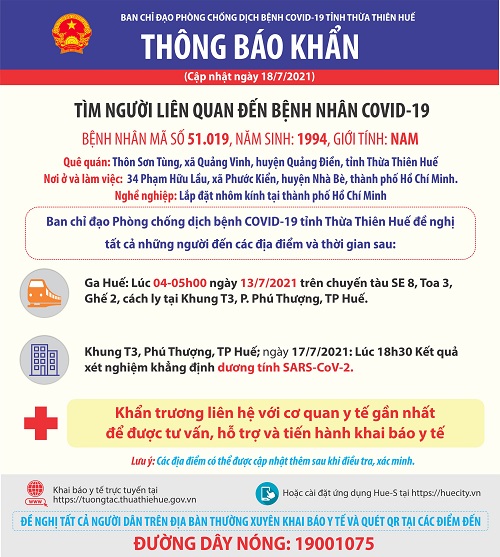 BAN CHỈ ĐẠO PHÒNG CHỐNG DỊCH BỆNH COVID-19 TỈNH THỪA THIÊN HUẾ
THÔNG BÁO KHẨN
(Cập nhật ngày 18/7/2021)
TÌM NGƯỜI LIÊN QUAN ĐẾN BỆNH NHÂN COVID-19
BỆNH NHÂN MÃ SỐ 51.019, NĂM SINH: 1994, GIỚI TÍNH: NAM
Quê quán: Thôn Sơn Tùng, xã Quảng Vinh, huyện Quảng Điền, tỉnh Thừa Thiên Huế
Nơi ở và làm việc: 34 Phạm Hữu Lầu, xã Phước Kiển, huyện Nhà Bè, thành phố Hồ Chí Minh.
Nghề nghiệp: Lắp đặt nhôm kính tại thành phố Hồ Chí Minh
Ban chỉ đạo Phòng chống dịch bệnh COVID-19 tỉnh Thừa Thiên Huế đề nghị
tất cả những người đến các địa điểm và thời gian sau:
Ga Huế: Lúc 04-05h00 ngày 13/7/2021 trên chuyến tàu SE 8, Toa 3,
Ghế 2, cách ly tại Khung T3, P. Phú Thượng, TP Huế.
Khung T3, Phú Thượng, TP Huế; ngày 17/7/2021: Lúc 18h30 Kết quả
xét nghiệm khẳng định dương tính SARS-CoV-2.
Khẩn trương liên hệ với cơ quan y tế gần nhất
để được tư vấn, hỗ trợ và tiến hành khai báo y tế
Lưu ý: Các địa điểm có thể được cập nhật thêm sau khi điều tra, xác minh.
Khai báo y tế trực tuyến tại
https://tuongtac.thuathienhue.gov.vn
Hoặc cài đặt ứng dụng Hue-S tại https://huecity.vn
ĐỀ NGHỊ TẤT CẢ NGƯỜI DÂN TRÊN ĐỊA BÀN THƯỜNG XUYÊN KHAI BÁO Y TẾ VÀ QUÉT QR TẠI CÁC ĐIỂM ĐẾN
ĐƯỜNG DÂY NÓNG: 19001075